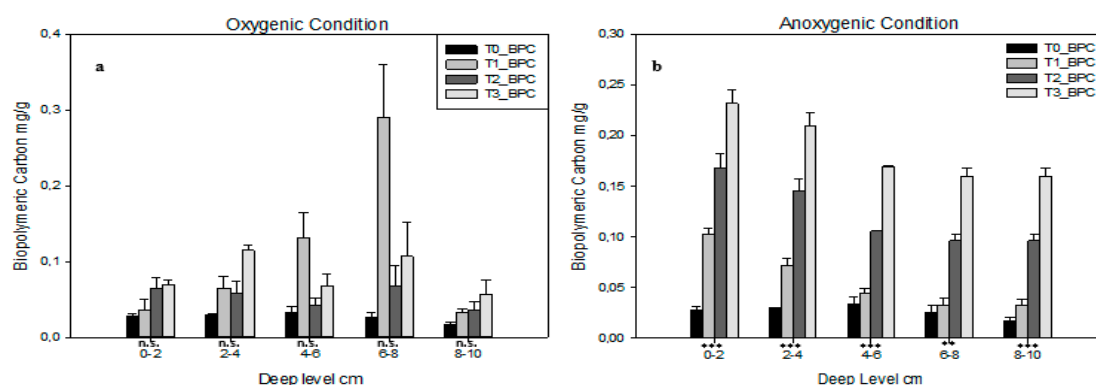 Oxygenic Condition
a
T0_BPC
T1_BPC
T2_BPC
T3_BPC
Biopolymeric Carbon mg/g
0,4
0,3
0,2
0,1
0,0
n.s. n.s. n.s. n.s. n.s.
0-2 2-4 4-6 6-8 8-10
Deep level cm
Anoxygenic Condition
b
T0_BPC
T1_BPC
T2_BPC
T3_BPC
Biopolymeric Carbon mg/g
0,30
0,25
0,20
0,15
0,10
0,05
0,00
*** *** *** ** ***
0-2 2-4 4-6 6-8 8-10
Deep Level cm